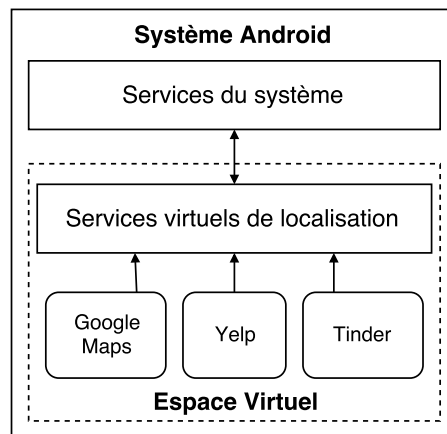 Système Android
Services du système
Services virtuels de localisation
Google
Maps
Yelp
Tinder
Espace Virtuel